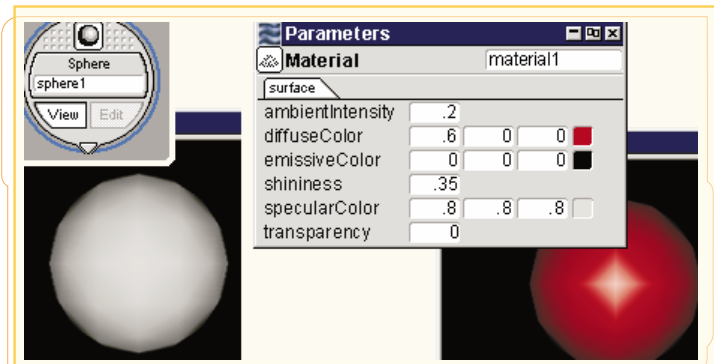 Sphere
sphere1
View Edit
Parameters
Material material1
surface
ambientIntensity .2
diffuseColor .6 0 0
emissiveColor 0 0 0
shininess .35
specularColor .8 .8 .8
transparency 0